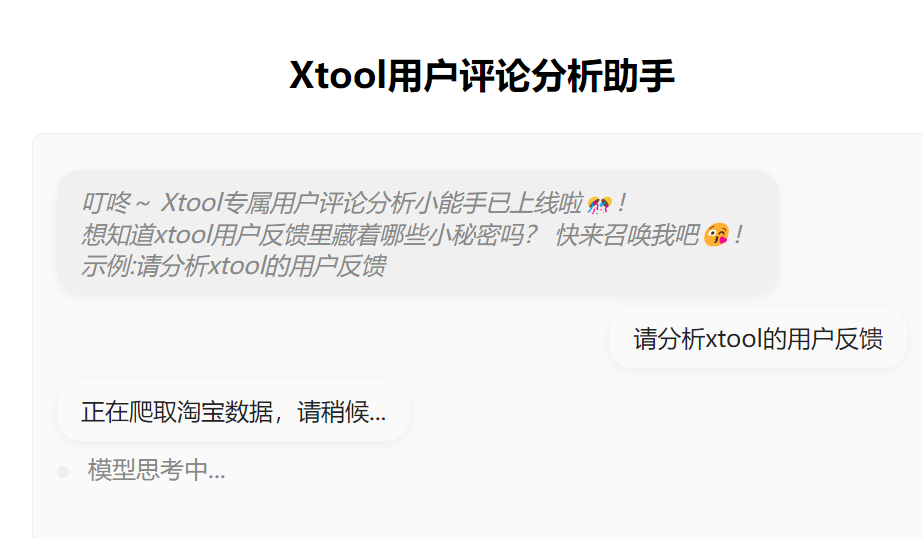 Xtool用户评论分析助手
叮咚～ Xtool专属用户评论分析小能手已上线啦🎊！
想知道xtool用户反馈里藏着哪些小秘密吗？ 快来召唤我吧😘！
示例:请分析xtool的用户反馈
请分析xtool的用户反馈
正在爬取淘宝数据，请稍候...
模型思考中...